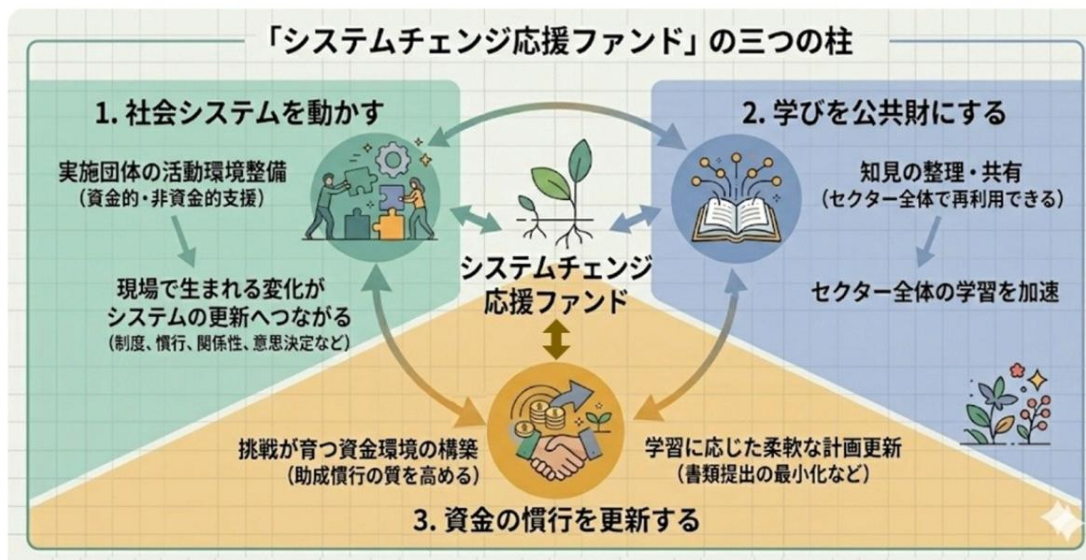 「システムチェンジ応援ファンド」の三つの柱
1. 社会システムを動かす
実施団体の活動環境整備
（資金的・非資金的支援）
現場で生まれる変化が
システムの更新へつながる
（制度、慣行、関係性、意思決定など）
2. 学びを公共財にする
知見の整理・共有
（セクター全体で再利用できる）
セクター全体の学習を加速
システムチェンジ
応援ファンド
挑戦が育つ資金環境の構築
（助成慣行の質を高める）
学習に応じた柔軟な計画更新
（書類提出の最小化など）
3. 資金の慣行を更新する